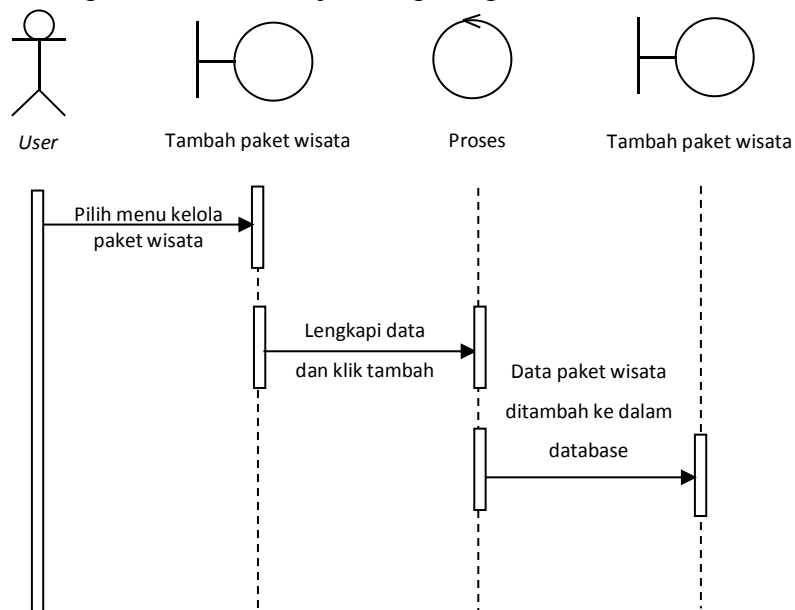 User
Tambah paket wisata
Proses
Tambah paket wisata
Pilih menu kelola
paket wisata
Lengkapi data
dan klik tambah
Data paket wisata
ditambah ke dalam
database